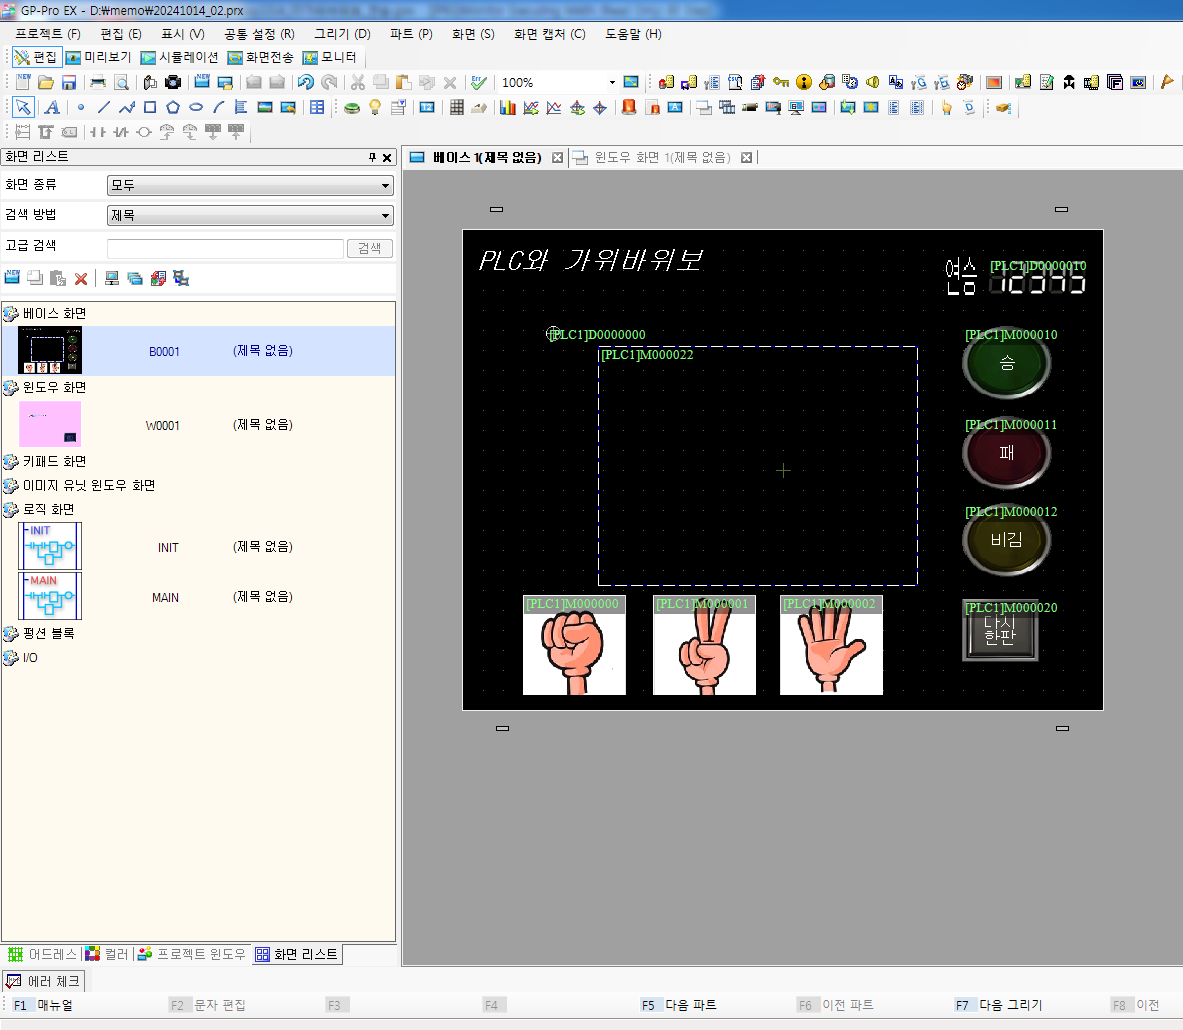 GP-Pro EX - D:\memo\20241014_02.prx
프로젝트 (F) 편집 (E) 표시 (V) 공통 설정 (R) 그리기 (D) 파트 (P) 화면 (S) 화면 캡처 (C) 도움말 (H)
편집 미리보기 시뮬레이션 화면전송 모니터
100%
화면 리스트
베이스 1(제목 없음) 윈도우 화면 1(제목 없음)
화면 종류 모두
검색 방법 제목
고급 검색 검색
베이스 화면
B0001 (제목 없음)
윈도우 화면
W0001 (제목 없음)
키패드 화면
이미지 유닛 윈도우 화면
로직 화면
INIT INIT (제목 없음)
MAIN MAIN (제목 없음)
펑션 블록
I/O
PLC와 가위바위보
연승 [PLC1]D0000010
12345
[PLC1]D0000000
[PLC1]M000022
[PLC1]M000010
승
[PLC1]M000011
패
[PLC1]M000012
비김
[PLC1]M000000 [PLC1]M000001 [PLC1]M000002
[PLC1]M000020
다시
한판
어드레스 컬러 프로젝트 윈도우 화면 리스트
에러 체크
F1 매뉴얼 F2 문자 편집 F3 F4 F5 다음 파트 F6 이전 파트 F7 다음 그리기 F8 이전